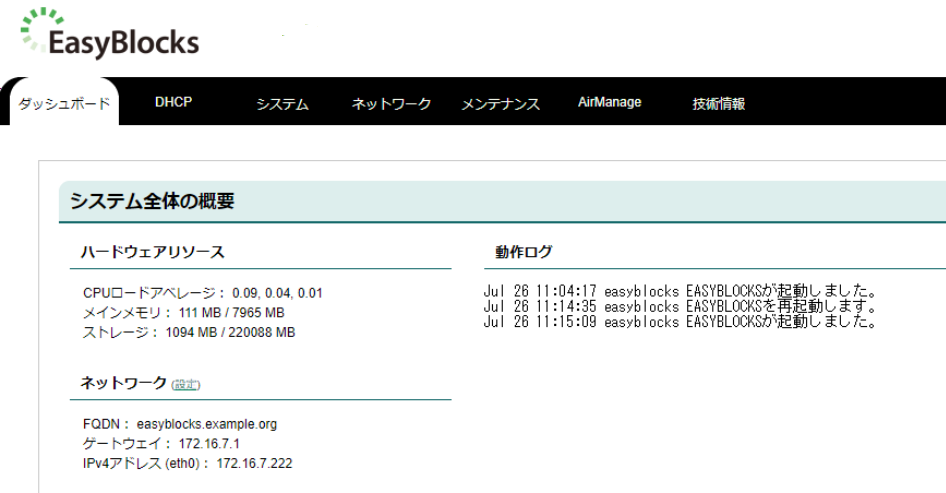 EasyBlocks
ダッシュボード DHCP システム ネットワーク メンテナンス AirManage 技術情報
システム全体の概要
ハードウェアリソース
CPUロードアベレージ： 0.09, 0.04, 0.01
メインメモリ： 111 MB / 7965 MB
ストレージ： 1094 MB / 220088 MB
動作ログ
Jul 26 11:04:17 easyblocks EASYBLOCKSが起動しました。
Jul 26 11:14:35 easyblocks EASYBLOCKSを再起動します。
Jul 26 11:15:09 easyblocks EASYBLOCKSが起動しました。
ネットワーク (設定)
FQDN： easyblocks.example.org
ゲートウェイ： 172.16.7.1
IPv4アドレス (eth0)： 172.16.7.222